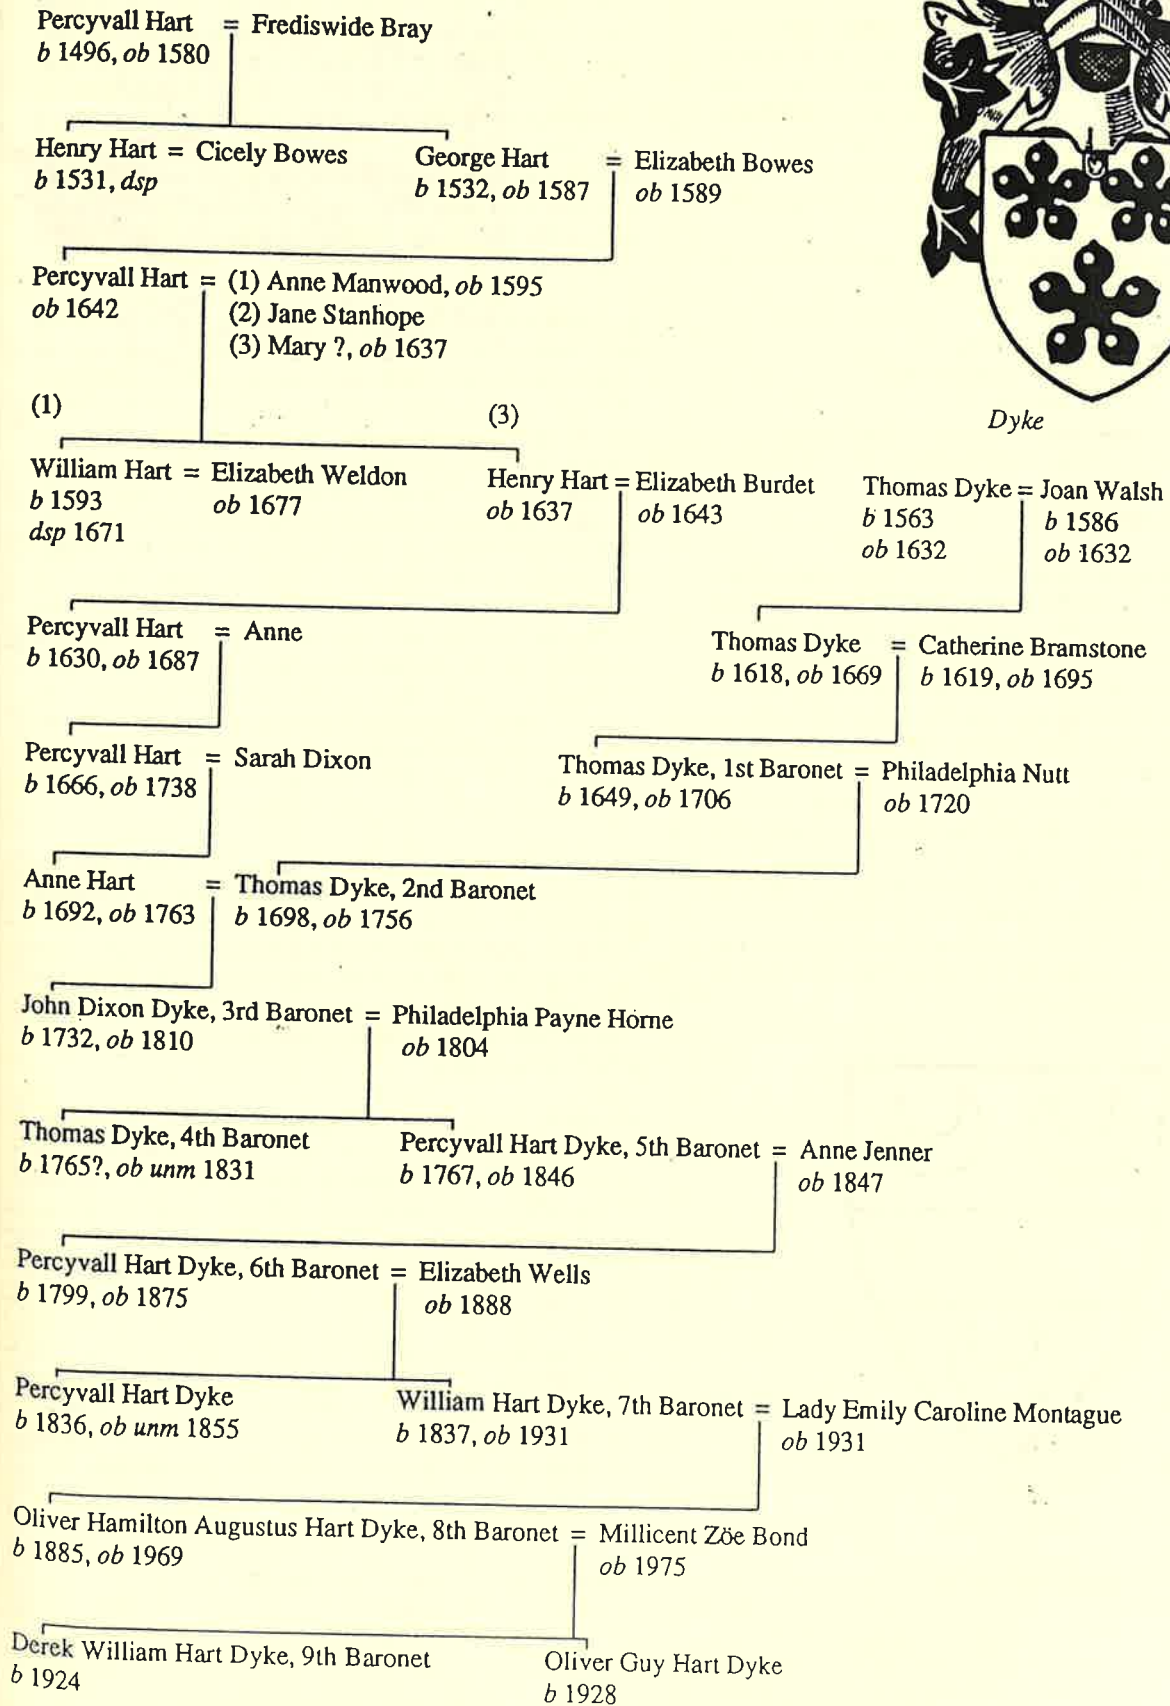 Percyvall Hart = Frediswide Bray
b 1496, ob 1580
Henry Hart = Cicely Bowes
b 1531, dsp
George Hart = Elizabeth Bowes
b 1532, ob 1587 ob 1589
Percyvall Hart = (1) Anne Manwood, ob 1595
ob 1642 (2) Jane Stanhope
(3) Mary ?, ob 1637
Dyke
(1) (3)
William Hart = Elizabeth Weldon
b 1593 ob 1677
dsp 1671
Henry Hart = Elizabeth Burdet
ob 1637 ob 1643
Thomas Dyke = Joan Walsh
b 1563 b 1586
ob 1632 ob 1632
Percyvall Hart = Anne
b 1630, ob 1687
Thomas Dyke = Catherine Bramstone
b 1618, ob 1669 b 1619, ob 1695
Percyvall Hart = Sarah Dixon
b 1666, ob 1738
Thomas Dyke, 1st Baronet = Philadelphia Nutt
b 1649, ob 1706 ob 1720
Anne Hart = Thomas Dyke, 2nd Baronet
b 1692, ob 1763 b 1698, ob 1756
John Dixon Dyke, 3rd Baronet = Philadelphia Payne Horne
b 1732, ob 1810 ob 1804
Thomas Dyke, 4th Baronet
b 1765?, ob unm 1831
Percyvall Hart Dyke, 5th Baronet = Anne Jenner
b 1767, ob 1846 ob 1847
Percyvall Hart Dyke, 6th Baronet = Elizabeth Wells
b 1799, ob 1875 ob 1888
Percyvall Hart Dyke
b 1836, ob unm 1855
William Hart Dyke, 7th Baronet = Lady Emily Caroline Montague
b 1837, ob 1931 ob 1931
Oliver Hamilton Augustus Hart Dyke, 8th Baronet = Millicent Zöe Bond
b 1885, ob 1969 ob 1975
Derek William Hart Dyke, 9th Baronet
b 1924
Oliver Guy Hart Dyke
b 1928